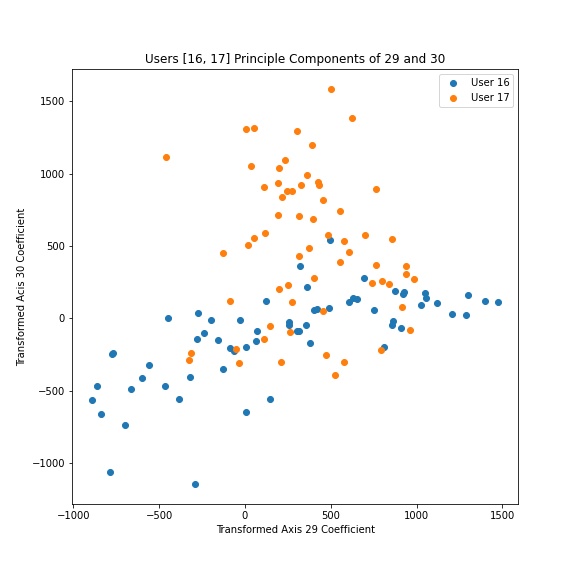 Users [16, 17] Principle Components of 29 and 30
User 16
User 17
Transformed Acis 30 Coefficient
1500
1000
500
0
−500
−1000
−1000 −500 0 500 1000 1500
Transformed Axis 29 Coefficient